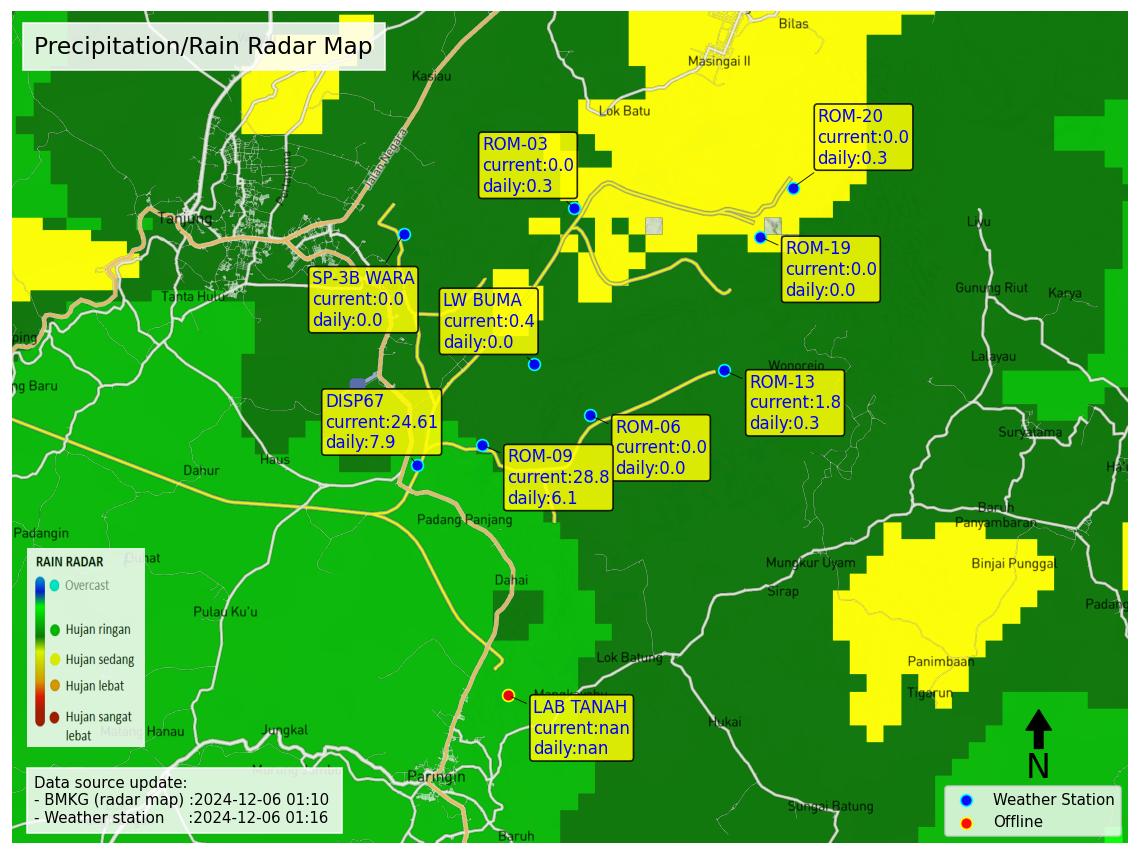 Precipitation/Rain Radar Map
Bilas
Masingai II
Kasiau
Lok Batu
Jalan Negara
ROM-20
current:0.0
daily:0.3
ROM-03
current:0.0
daily:0.3
Tanjung
Liyu
ROM-19
current:0.0
daily:0.0
SP-3B WARA
current:0.0
daily:0.0
Tanta Hulu
LW BUMA
current:0.4
daily:0.0
Gunung Riut
Karya
ping
Lalayau
Wonorejo
ng Baru
ROM-13
current:1.8
daily:0.3
DISP67
current:24.61
daily:7.9
ROM-06
current:0.0
daily:0.0
Suryatama
ROM-09
current:28.8
daily:6.1
Haus
Dahur
Ha
Baruh
Panyambaran
Padang Panjang
Padangin
Mungkur Uyam
Binjai Punggal
Dahai
Sirap
Padang
Pulau Ku'u
RAIN RADAR
Overcast
Hujan ringan
Hujan sedang
Hujan lebat
Hujan sangat
lebat
Lok Batung
Panimbaan
Tigarun
LAB TANAH
current:nan
daily:nan
Hukai
Hanau
Jungkal
N
Paringin
Data source update:
- BMKG (radar map) :2024-12-06 01:10
- Weather station :2024-12-06 01:16
Sungai Batung
Baruh
Weather Station
Offline